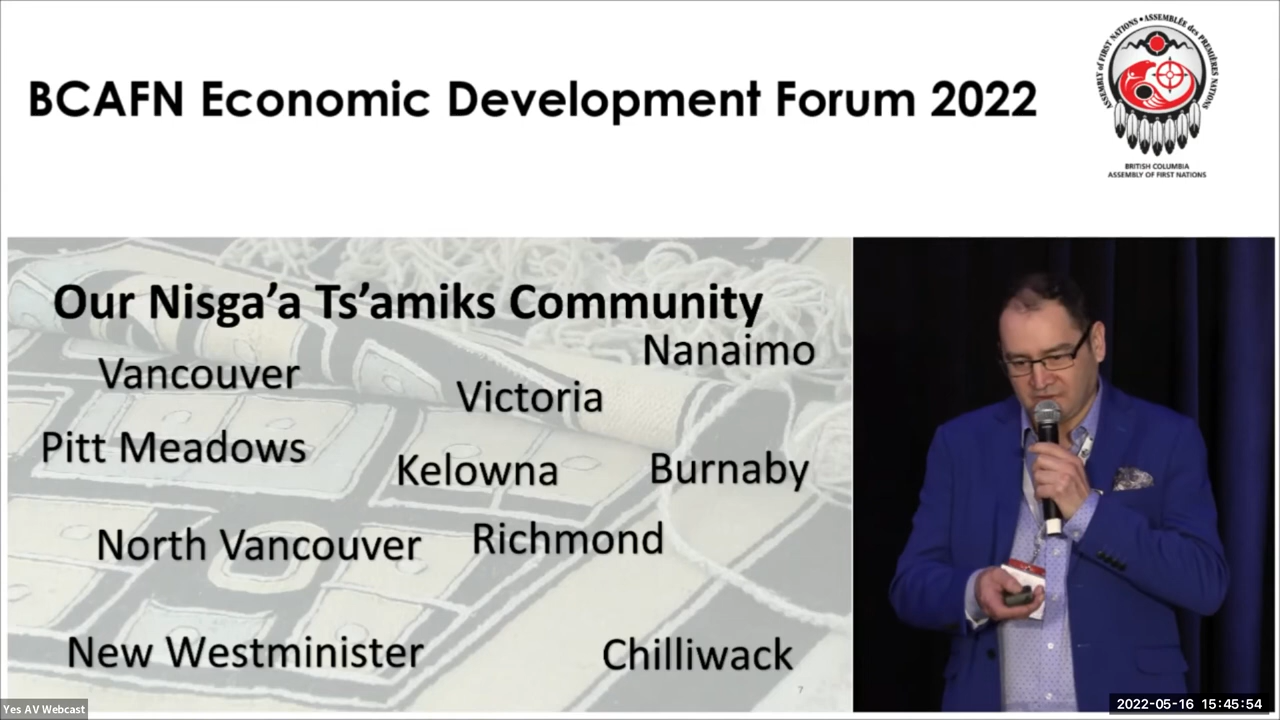 BCAFN Economic Development Forum 2022
ASSEMBLY of FIRST NATIONS • ASSEMBLÉE des PREMIÈRES NATIONS
BRITISH COLUMBIA
ASSEMBLY OF FIRST NATIONS
Our Nisga’a Ts’amiks Community
Nanaimo
Vancouver
Victoria
Pitt Meadows
Kelowna
Burnaby
North Vancouver
Richmond
New Westminister
Chilliwack
7
Yes AV Webcast
2022-05-16 15:45:54